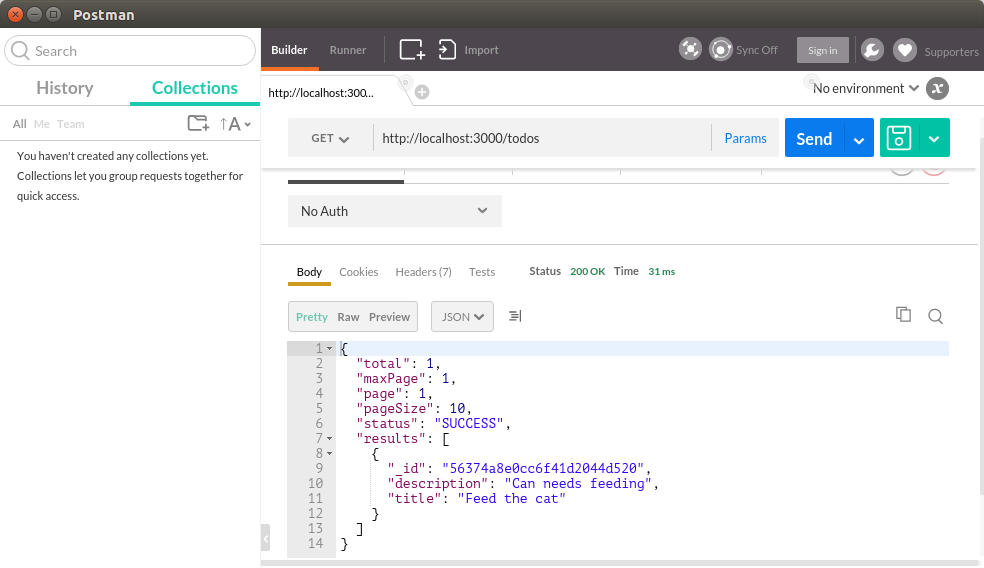 Postman
Search
Builder Runner Import Sync Off Sign in Supporters
History Collections
http://localhost:300... No environment
All Me Team
A
You haven't created any collections yet.
Collections let you group requests together for
quick access.
GET http://localhost:3000/todos Params Send
No Auth
Body Cookies Headers (7) Tests Status 200 OK Time 31 ms
Pretty Raw Preview JSON
1 {
2 "total": 1,
3 "maxPage": 1,
4 "page": 1,
5 "pageSize": 10,
6 "status": "SUCCESS",
7 "results": [
8 {
9 "_id": "56374a8e0cc6f41d2044d520",
10 "description": "Can needs feeding",
11 "title": "Feed the cat"
12 }
13 ]
14 }